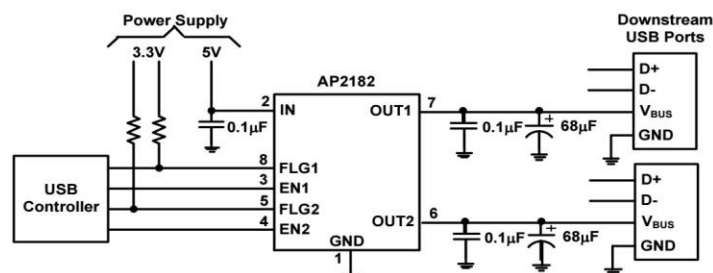 Power Supply
3.3V
5V
Downstream
USB Ports
AP2182
2
IN
0.1µF
OUT1
7
0.1µF
+
68µF
D+
D-
VBUS
GND
USB
Controller
8
FLG1
3
EN1
5
FLG2
4
EN2
OUT2
6
GND
1
0.1µF
+
68µF
D+
D-
VBUS
GND